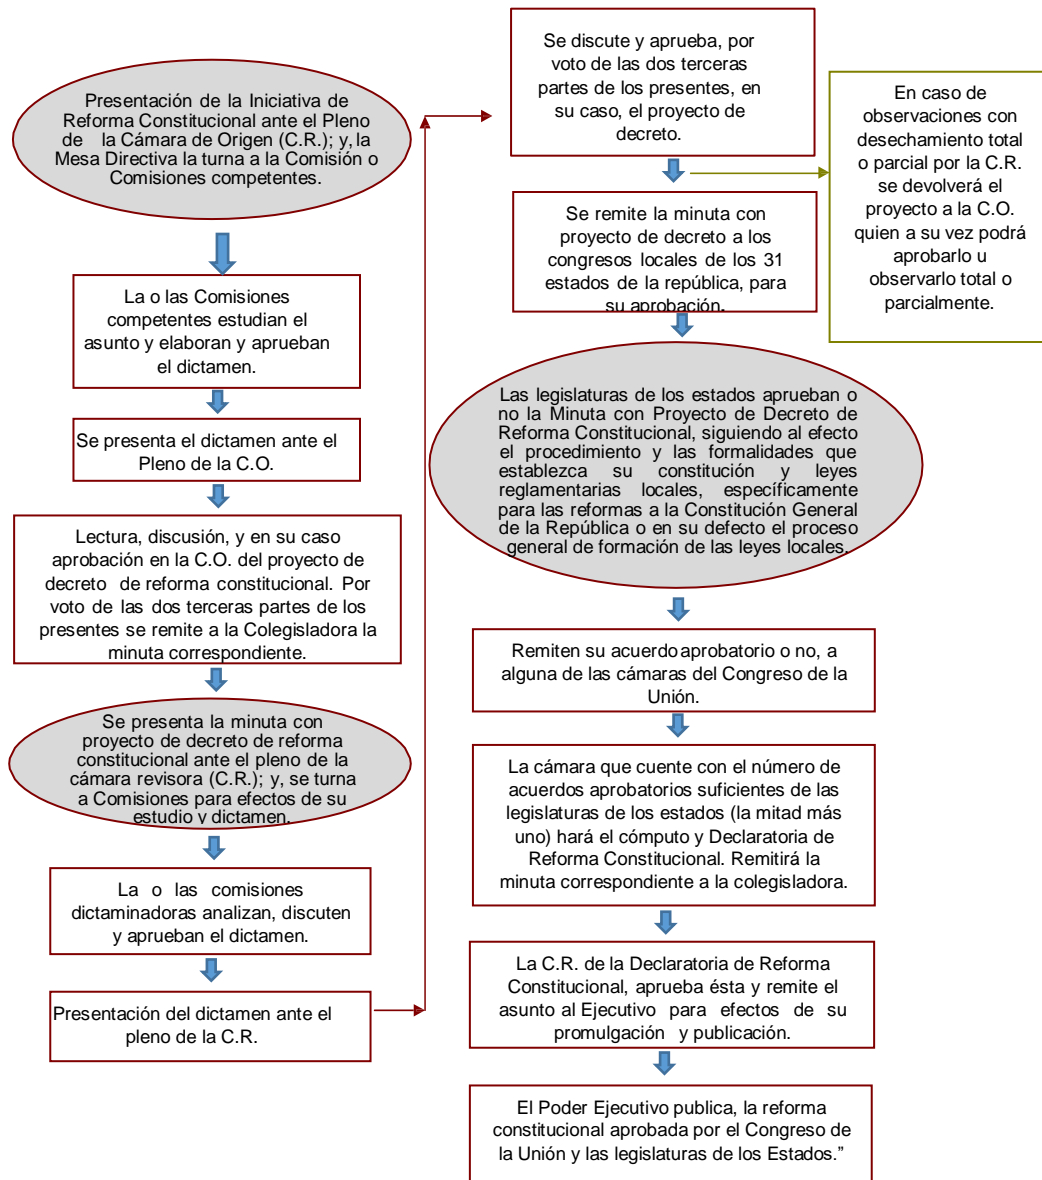 Presentación de la Iniciativa de
Reforma Constitucional ante el Pleno
de la Cámara de Origen (C.R.); y, la
Mesa Directiva la turna a la Comisión o
Comisiones competentes.
La o las Comisiones
competentes estudian el
asunto y elaboran y aprueban
el dictamen.
Se presenta el dictamen ante el
Pleno de la C.O.
Lectura, discusión, y en su caso
aprobación en la C.O. del proyecto de
decreto de reforma constitucional. Por
voto de las dos terceras partes de los
presentes se remite a la Colegisladora la
minuta correspondiente.
Se presenta la minuta con
proyecto de decreto de reforma
constitucional ante el pleno de la
cámara revisora (C.R.); y, se turna
a Comisiones para efectos de su
estudio y dictamen.
La o las comisiones
dictaminadoras analizan, discuten
y aprueban el dictamen.
Presentación del dictamen ante el
pleno de la C.R.
Se discute y aprueba, por
voto de las dos terceras
partes de los presentes, en
su caso, el proyecto de
decreto.
En caso de
observaciones con
desechamiento total
o parcial por la C.R.
se devolverá el
proyecto a la C.O.
quien a su vez podrá
aprobarlo u
observarlo total o
parcialmente.
Se remite la minuta con
proyecto de decreto a los
congresos locales de los 31
estados de la república, para
su aprobación.
Las legislaturas de los estados aprueban o
no la Minuta con Proyecto de Decreto de
Reforma Constitucional, siguiendo al efecto
el procedimiento y las formalidades que
establezca su constitución y leyes
reglamentarias locales, específicamente
para las reformas a la Constitución General
de la República o en su defecto el proceso
general de formación de las leyes locales.
Remiten su acuerdo aprobatorio o no, a
alguna de las cámaras del Congreso de la
Unión.
La cámara que cuente con el número de
acuerdos aprobatorios suficientes de las
legislaturas de los estados (la mitad más
uno) hará el cómputo y Declaratoria de
Reforma Constitucional. Remitirá la
minuta correspondiente a la colegisladora.
La C.R. de la Declaratoria de Reforma
Constitucional, aprueba ésta y remite el
asunto al Ejecutivo para efectos de su
promulgación y publicación.
El Poder Ejecutivo publica, la reforma
constitucional aprobada por el Congreso de
la Unión y las legislaturas de los Estados.”